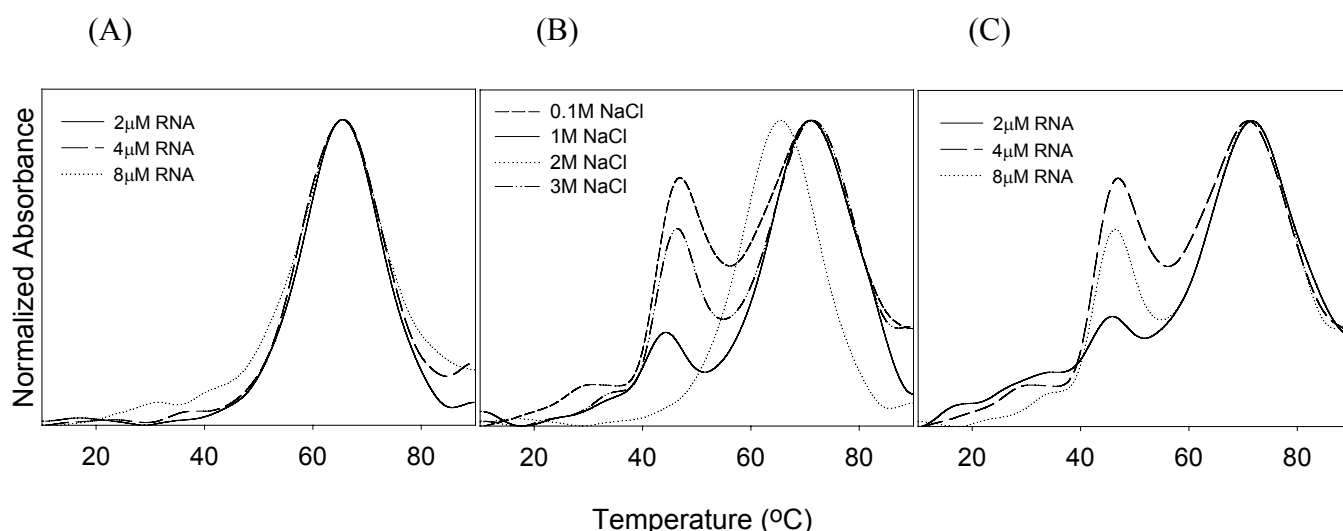 (A)
(B)
(C)
2μM RNA
4μM RNA
8μM RNA
0.1M NaCl
1M NaCl
2M NaCl
3M NaCl
2μM RNA
4μM RNA
8μM RNA
Normalized Absorbance
20 40 60 80
20 40 60 80
20 40 60 80
Temperature (ºC)